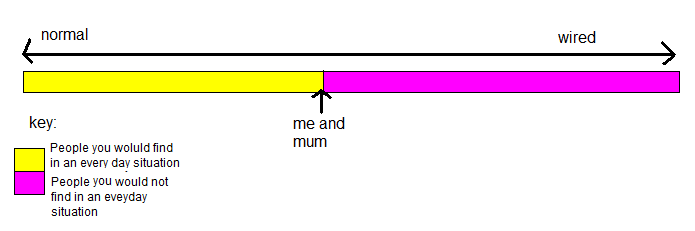 normal
wired
me and
mum
key:
People you woluld find
in an every day situation
People you would not
find in an eveyday
situation